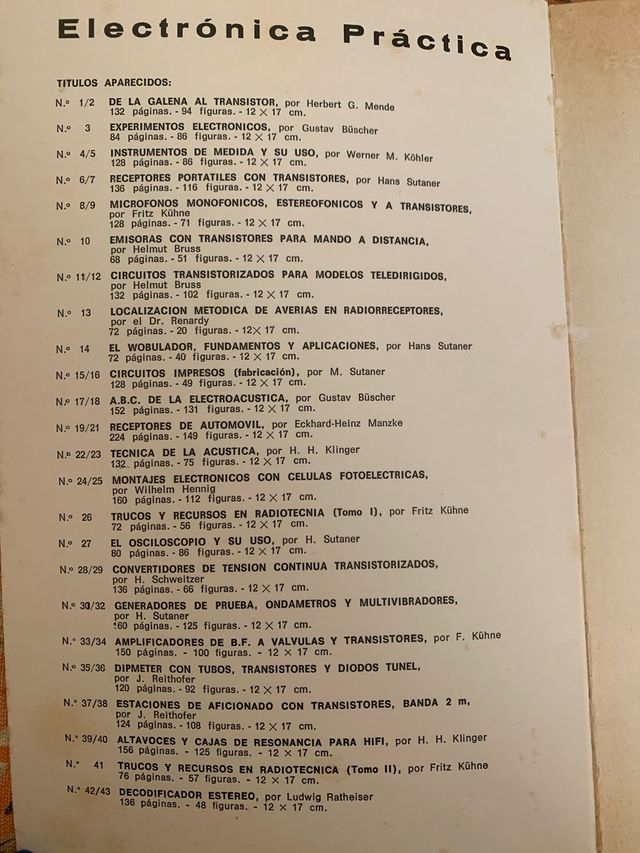 Electrónica Práctica
TITULOS APARECIDOS:
N.º 1/2 DE LA GALENA AL TRANSISTOR, por Herbert G. Mende
132 páginas. - 94 figuras. - 12 × 17 cm.
N.º 3 EXPERIMENTOS ELECTRONICOS, por Gustav Büscher
84 páginas. - 86 figuras. - 12 × 17 cm.
N.º 4/5 INSTRUMENTOS DE MEDIDA Y SU USO, por Werner M. Köhler
128 páginas. - 86 figuras. - 12 × 17 cm.
N.º 6/7 RECEPTORES PORTATILES CON TRANSISTORES, por Hans Sutaner
136 páginas. - 116 figuras. - 12 × 17 cm.
N.º 8/9 MICROFONOS MONOFONICOS, ESTEREOFONICOS Y A TRANSISTORES,
por Fritz Kühne
128 páginas. - 71 figuras. - 12 × 17 cm.
N.º 10 EMISORAS CON TRANSISTORES PARA MANDO A DISTANCIA,
por Helmut Bruss
68 páginas. - 51 figuras. - 12 × 17 cm.
N.º 11/12 CIRCUITOS TRANSISTORIZADOS PARA MODELOS TELEDIRIGIDOS,
por Helmut Bruss
132 páginas. - 102 figuras. - 12 × 17 cm.
N.º 13 LOCALIZACION METODICA DE AVERIAS EN RADIORRECEPTORES,
por el Dr. Renardy
72 páginas. - 20 figuras. - 12× 17 cm.
N.º 14 EL WOBULADOR, FUNDAMENTOS Y APLICACIONES, por Hans Sutaner
72 páginas. - 40 figuras. - 12 × 17 cm.
N.º 15/16 CIRCUITOS IMPRESOS (fabricación), por M. Sutaner
128 páginas. - 49 figuras. - 12 × 17 cm.
N.º 17/18 A.B.C. DE LA ELECTROACUSTICA, por Gustav Büscher
152 páginas. - 131 figuras. - 12 × 17 cm.
N.º 19/21 RECEPTORES DE AUTOMOVIL, por Eckhard-Heinz Manzke
224 páginas. - 149 figuras. - 12 × 17 cm.
N.º 22/23 TECNICA DE LA ACUSTICA, por H. H. Klinger
132 páginas. - 75 figuras. - 12 × 17 cm.
N.º 24/25 MONTAJES ELECTRONICOS CON CELULAS FOTOELECTRICAS,
por Wilhelm Hennig
160 páginas. - 112 figuras. - 12 × 17 cm.
N.º 26 TRUCOS Y RECURSOS EN RADIOTECNIA (Tomo I), por Fritz Kühne
72 páginas. - 56 figuras. - 12 × 17 cm.
N.º 27 EL OSCILOSCOPIO Y SU USO, por H. Sutaner
80 páginas. - 86 figuras. - 12 × 17 cm.
N.º 28/29 CONVERTIDORES DE TENSION CONTINUA TRANSISTORIZADOS,
por H. Schweitzer
136 páginas. - 66 figuras. - 12 × 17 cm.
N.º 30/32 GENERADORES DE PRUEBA, ONDAMETROS Y MULTIVIBRADORES,
por H. Sutaner
160 páginas. - 125 figuras. - 12 × 17 cm.
N.º 33/34 AMPLIFICADORES DE B.F. A VALVULAS Y TRANSISTORES, por F. Kühne
150 páginas. - 100 figuras. - 12 × 17 cm.
N.º 35/36 DIPMETER CON TUBOS, TRANSISTORES Y DIODOS TUNEL,
por J. Reithofer
120 páginas. - 92 figuras. - 12 × 17 cm.
N.º 37/38 ESTACIONES DE AFICIONADO CON TRANSISTORES, BANDA 2 m,
por J. Reithofer
124 páginas. - 108 figuras. - 12 × 17 cm.
N.º 39/40 ALTAVOCES Y CAJAS DE RESONANCIA PARA HIFI, por H. H. Klinger
156 páginas. - 125 figuras. - 12 × 17 cm.
N.º 41 TRUCOS Y RECURSOS EN RADIOTECNICA (Tomo II), por Fritz Kühne
76 páginas. - 57 figuras. - 12 × 17 cm.
N.º 42/43 DECODIFICADOR ESTEREO, por Ludwig Ratheiser
136 páginas. - 48 figuras. - 12 × 17 cm.